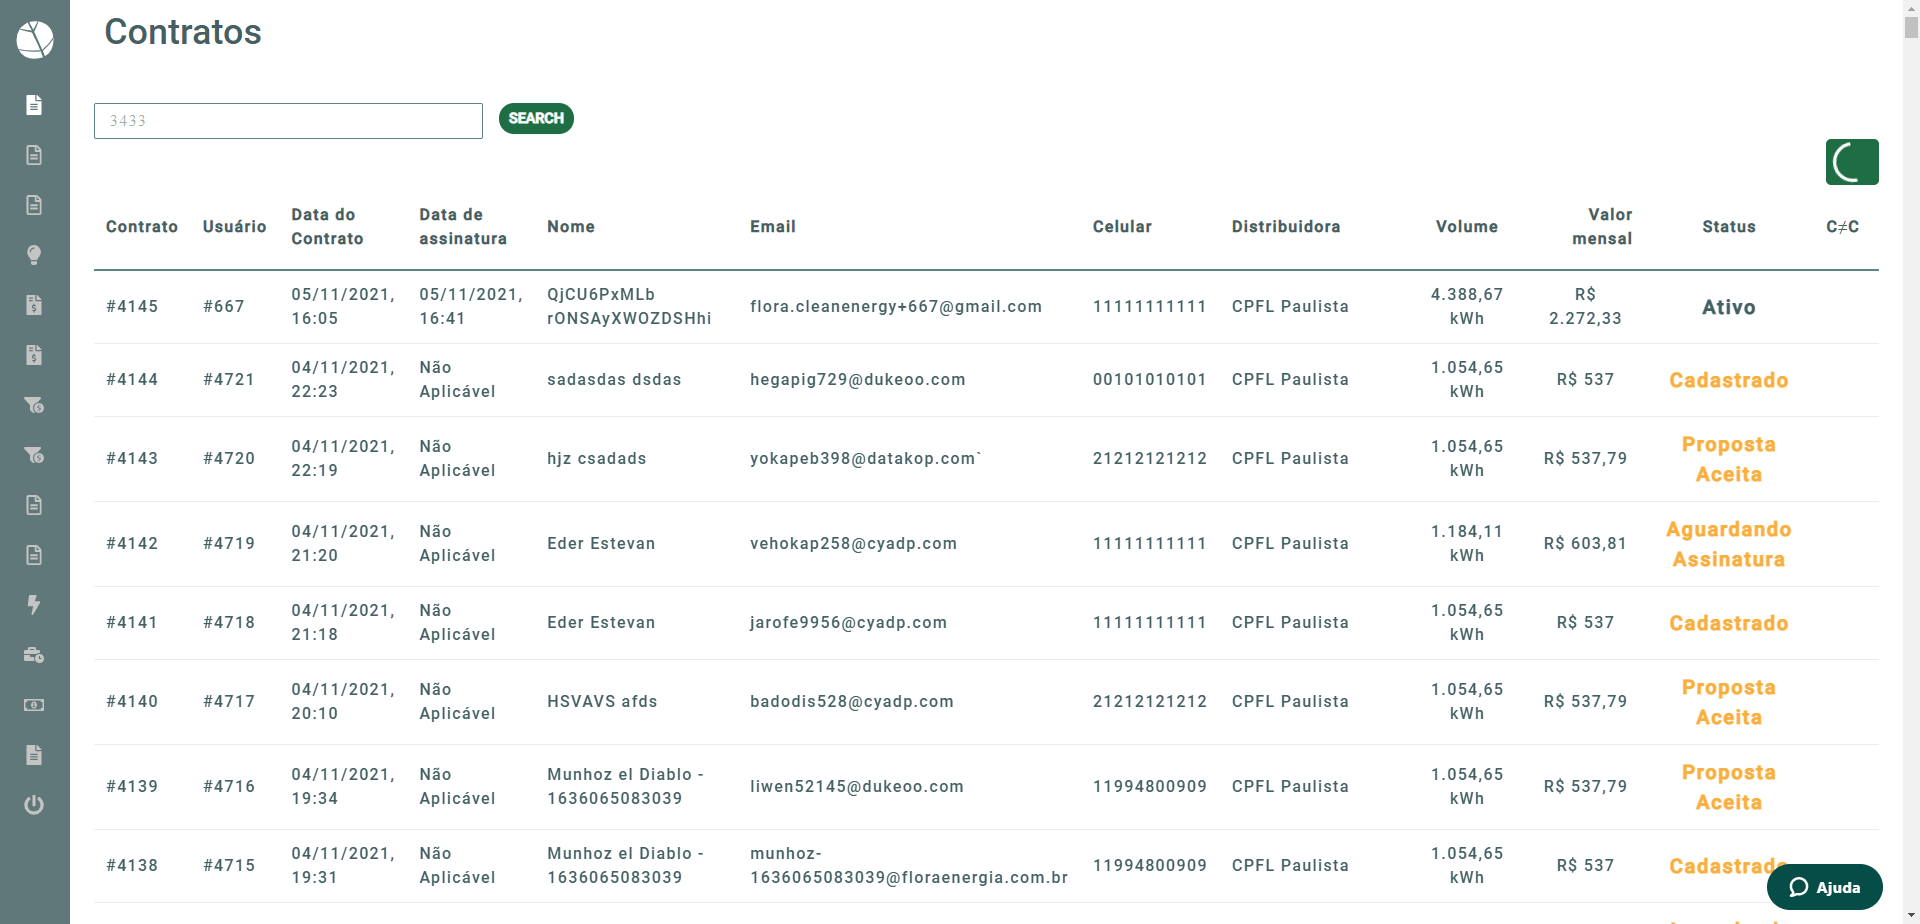 Contratos
3433
SEARCH
Contrato Usuário Data do Contrato Data de assinatura Nome Email Celular Distribuidora Volume Valor mensal Status C≠C
#4145 #667 05/11/2021, 16:05 05/11/2021, 16:41 QjCU6PxMLb rONSAyXWOZDSHhi flora.cleanenergy+667@gmail.com 11111111111 CPFL Paulista 4.388,67 kWh R$ 2.272,33 Ativo
#4144 #4721 04/11/2021, 22:23 Não Aplicável sadasdas dsdas hegapig729@dukeoo.com 00101010101 CPFL Paulista 1.054,65 kWh R$ 537 Cadastrado
#4143 #4720 04/11/2021, 22:19 Não Aplicável hjz csadads yokapeb398@datakop.com` 21212121212 CPFL Paulista 1.054,65 kWh R$ 537,79 Proposta Aceita
#4142 #4719 04/11/2021, 21:20 Não Aplicável Eder Estevan vehokap258@cyadp.com 11111111111 CPFL Paulista 1.184,11 kWh R$ 603,81 Aguardando Assinatura
#4141 #4718 04/11/2021, 21:18 Não Aplicável Eder Estevan jarofe9956@cyadp.com 11111111111 CPFL Paulista 1.054,65 kWh R$ 537 Cadastrado
#4140 #4717 04/11/2021, 20:10 Não Aplicável HSVAVS afds badodis528@cyadp.com 21212121212 CPFL Paulista 1.054,65 kWh R$ 537,79 Proposta Aceita
#4139 #4716 04/11/2021, 19:34 Não Aplicável Munhoz el Diablo - 1636065083039 liwen52145@dukeoo.com 11994800909 CPFL Paulista 1.054,65 kWh R$ 537,79 Proposta Aceita
#4138 #4715 04/11/2021, 19:31 Não Aplicável Munhoz el Diablo - 1636065083039 munhoz-1636065083039@floraenergia.com.br 11994800909 CPFL Paulista 1.054,65 kWh R$ 537 Cadastrado
Ajuda